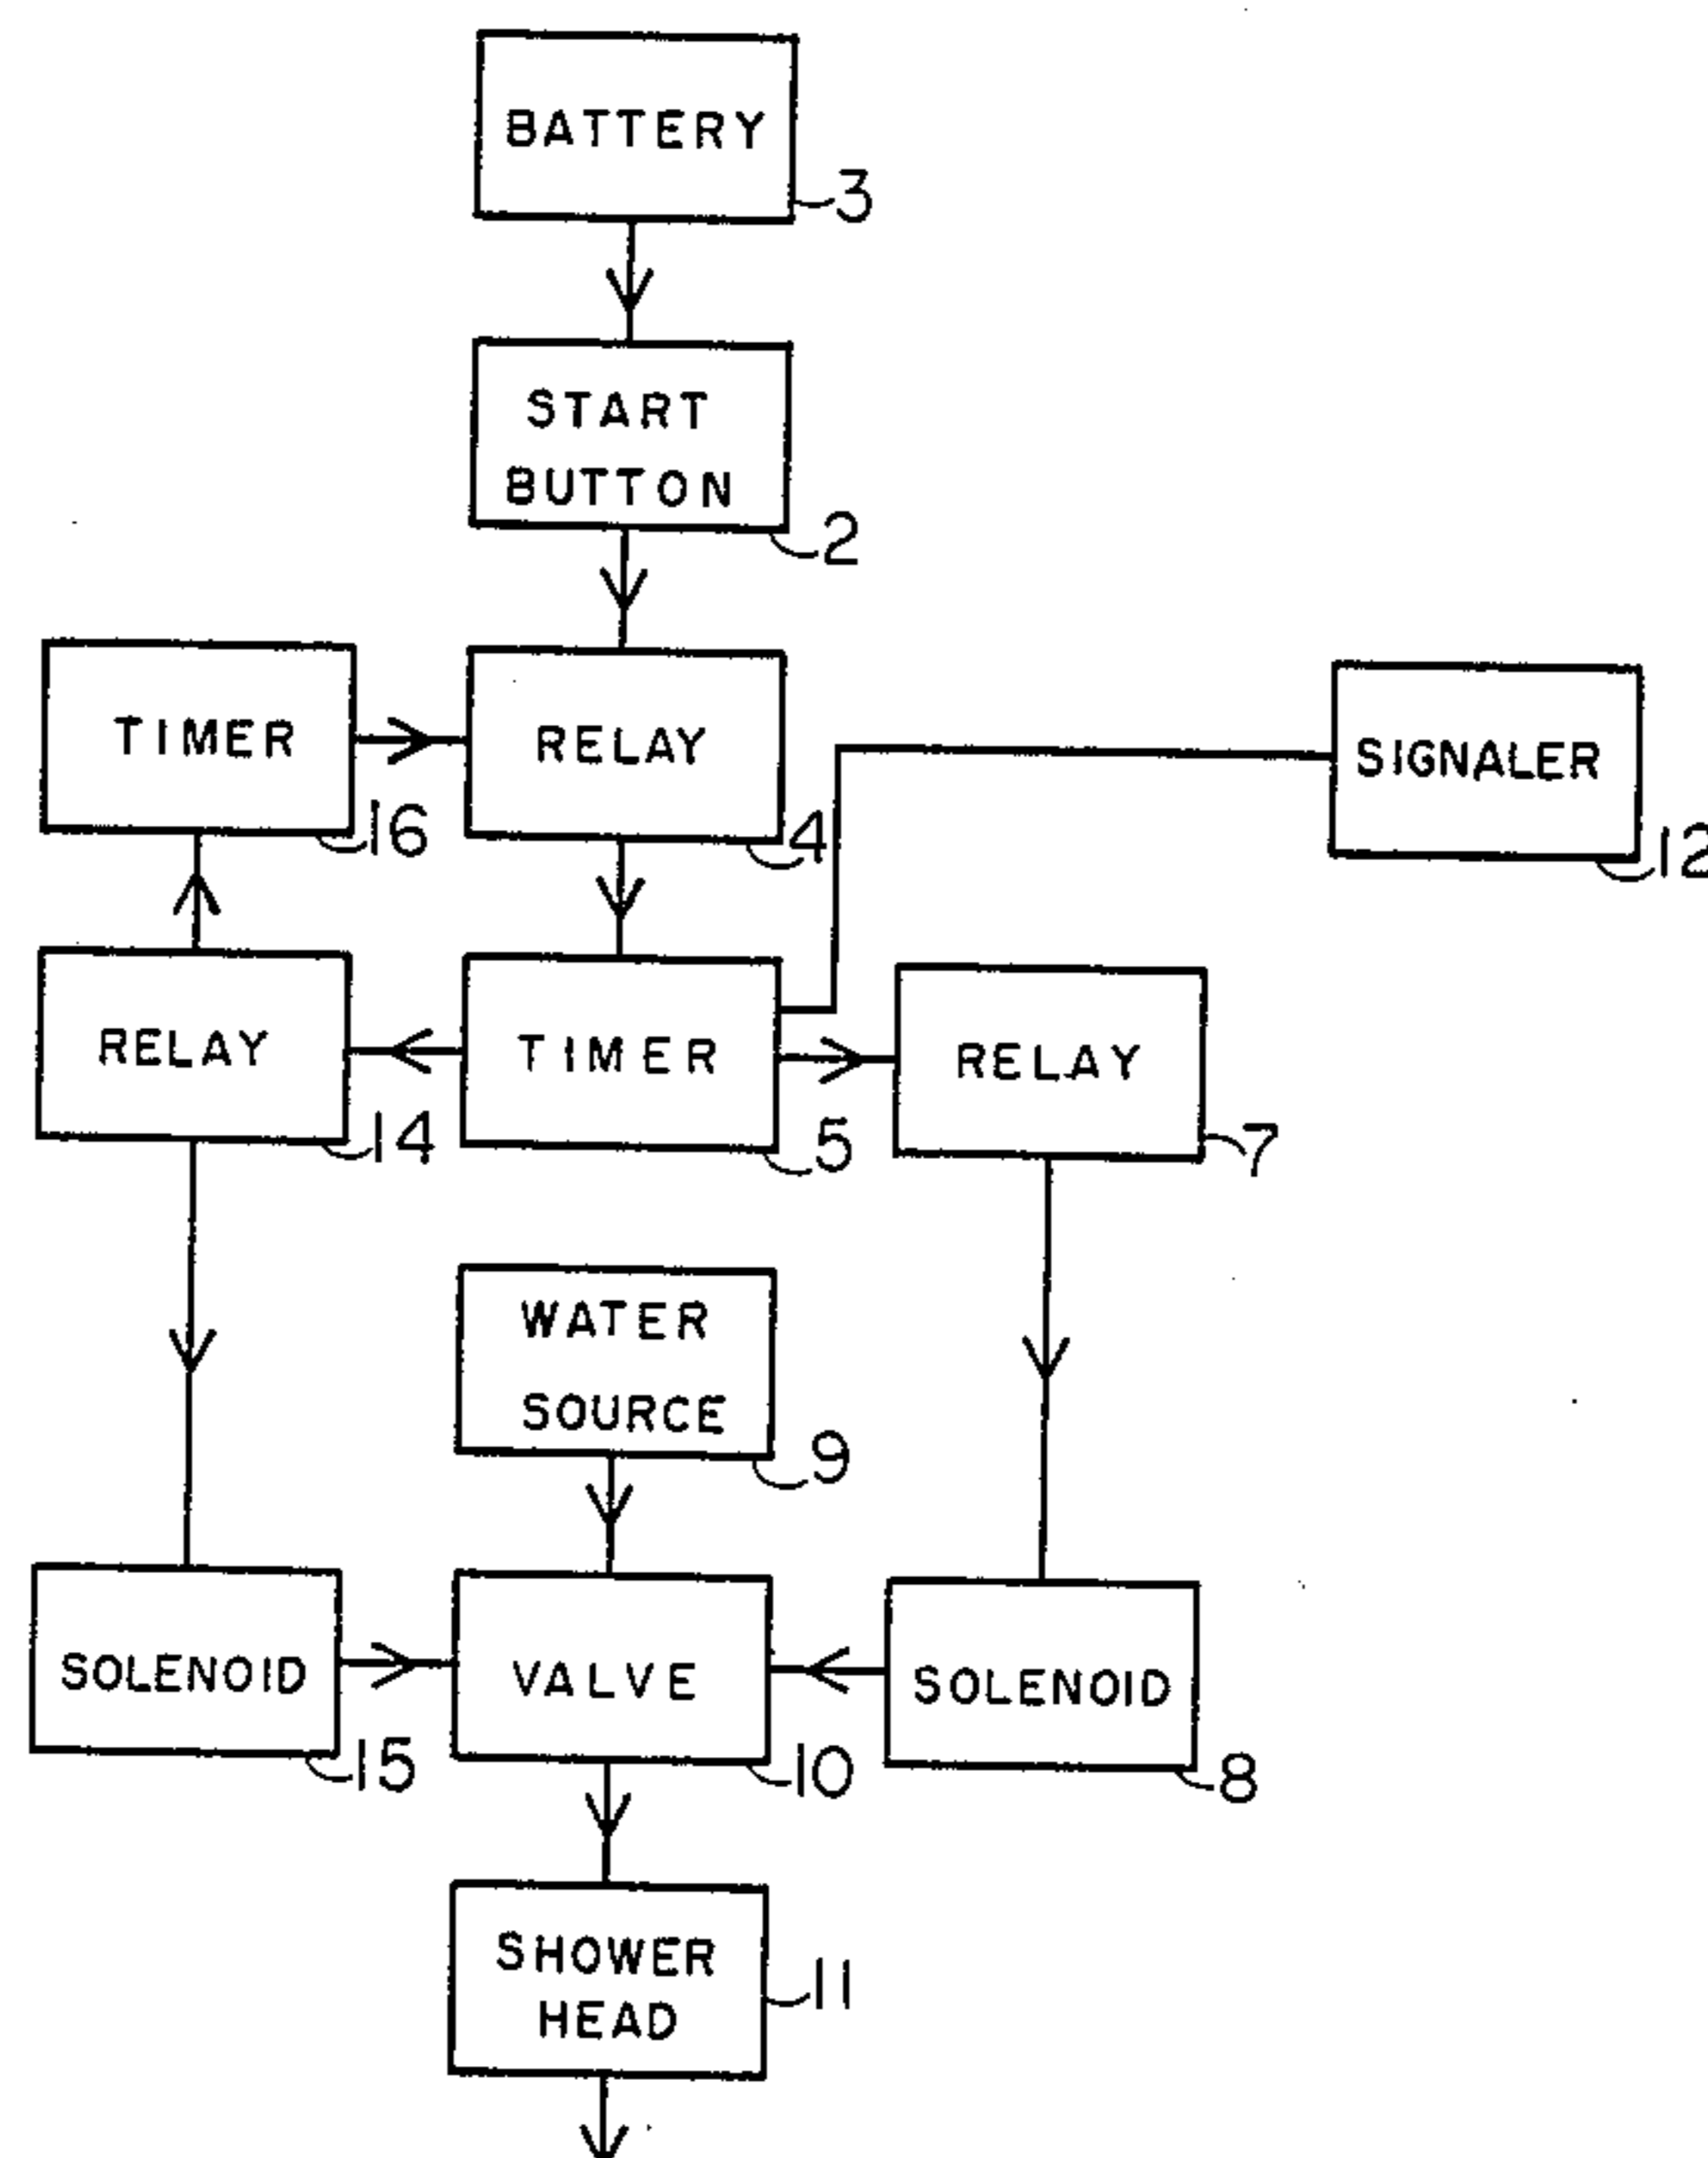 BATTERY
3
START
BUTTON
2
TIMER
16
RELAY
4
SIGNALER
12
RELAY
14
TIMER
5
RELAY
7
WATER
SOURCE
9
SOLENOID
15
VALVE
10
SOLENOID
8
SHOWER
HEAD
11